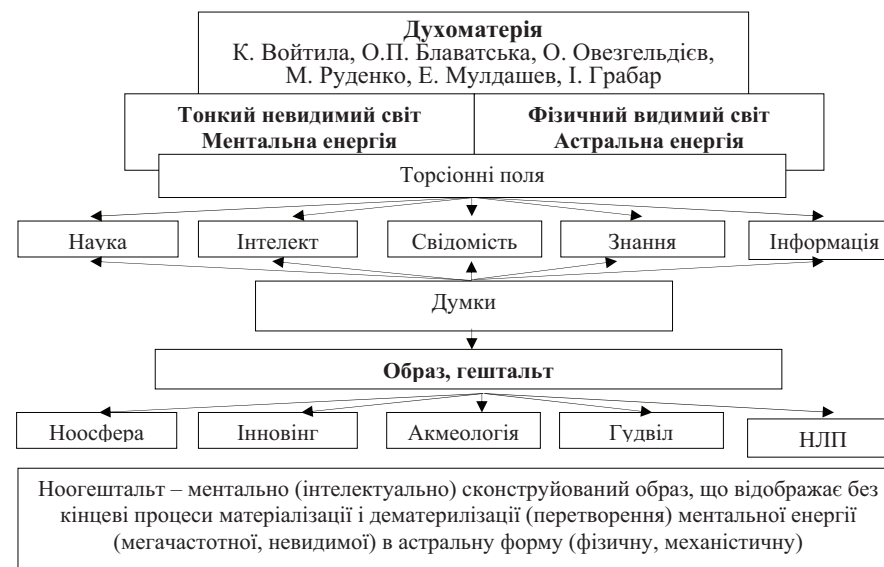 Духоматерія
К. Войтила, О.П. Блаватська, О. Овезгельдієв,
М. Руденко, Е. Мулдашев, І. Грабар
Тонкий невидимий світ
Ментальна енергія
Фізичний видимий світ
Астральна енергія
Торсіонні поля
Наука
Інтелект
Свідомість
Знання
Інформація
Думки
Образ, гештальт
Ноосфера
Інновінг
Акмеологія
Гудвіл
НЛП
Ноогештальт – ментально (інтелектуально) сконструйований образ, що відображає без
кінцеві процеси матеріалізації і дематерилізації (перетворення) ментальної енергії
(мегачастотної, невидимої) в астральну форму (фізичну, механістичну)